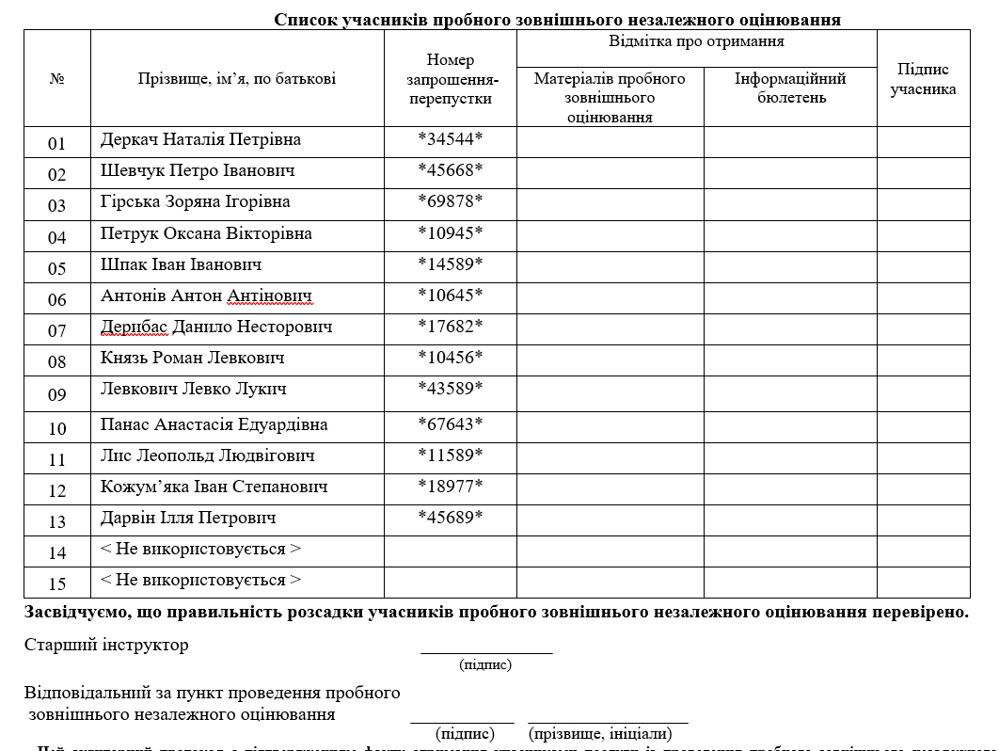 Список учасників пробного зовнішнього незалежного оцінювання
№
Прізвище, ім’я, по батькові
Номер
запрошення-
перепустки
Відмітка про отримання
Матеріалів пробного
зовнішнього
оцінювання
Інформаційний
бюлетень
Підпис
учасника
01 Деркач Наталія Петрівна *34544*
02 Шевчук Петро Іванович *45668*
03 Гірська Зоряна Ігорівна *69878*
04 Петрук Оксана Вікторівна *10945*
05 Шпак Іван Іванович *14589*
06 Антонів Антон Антінович *10645*
07 Дерибас Данило Несторович *17682*
08 Князь Роман Левкович *10456*
09 Левкович Левко Лукич *43589*
10 Панас Анастасія Едуардівна *67643*
11 Лис Леопольд Людвігович *11589*
12 Кожум’яка Іван Степанович *18977*
13 Дарвін Ілля Петрович *45689*
14 < Не використовується >
15 < Не використовується >
Засвідчуємо, що правильність розсадки учасників пробного зовнішнього незалежного оцінювання перевірено.
Старший інструктор
(підпис)
Відповідальний за пункт проведення пробного
зовнішнього незалежного оцінювання
(підпис) (прізвище, ініціали)